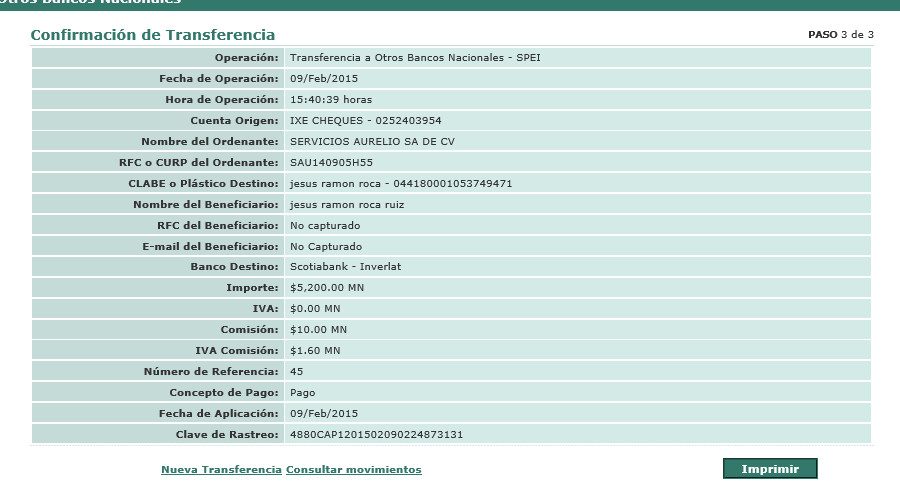 Otros Bancos Nacionales
Confirmación de Transferencia PASO 3 de 3
Operación: Transferencia a Otros Bancos Nacionales - SPEI
Fecha de Operación: 09/Feb/2015
Hora de Operación: 15:40:39 horas
Cuenta Origen: IXE CHEQUES - 0252403954
Nombre del Ordenante: SERVICIOS AURELIO SA DE CV
RFC o CURP del Ordenante: SAU140905H55
CLABE o Plástico Destino: jesus ramon roca - 044180001053749471
Nombre del Beneficiario: jesus ramon roca ruiz
RFC del Beneficiario: No capturado
E-mail del Beneficiario: No Capturado
Banco Destino: Scotiabank - Inverlat
Importe: $5,200.00 MN
IVA: $0.00 MN
Comisión: $10.00 MN
IVA Comisión: $1.60 MN
Número de Referencia: 45
Concepto de Pago: Pago
Fecha de Aplicación: 09/Feb/2015
Clave de Rastreo: 4880CAP1201502090224873131
Nueva Transferencia Consultar movimientos Imprimir